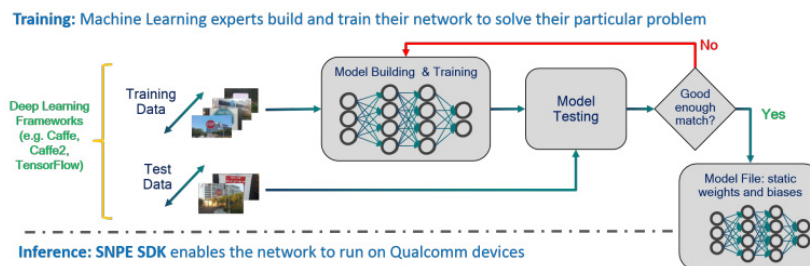 Training: Machine Learning experts build and train their network to solve their particular problem
No
Model Building & Training
Deep Learning
Frameworks
(e.g. Caffe,
Caffe2,
TensorFlow)
Training
Data
Model
Testing
Good
enough
match?
Yes
Test
Data
Model File: static
weights and biases
Inference: SNPE SDK enables the network to run on Qualcomm devices